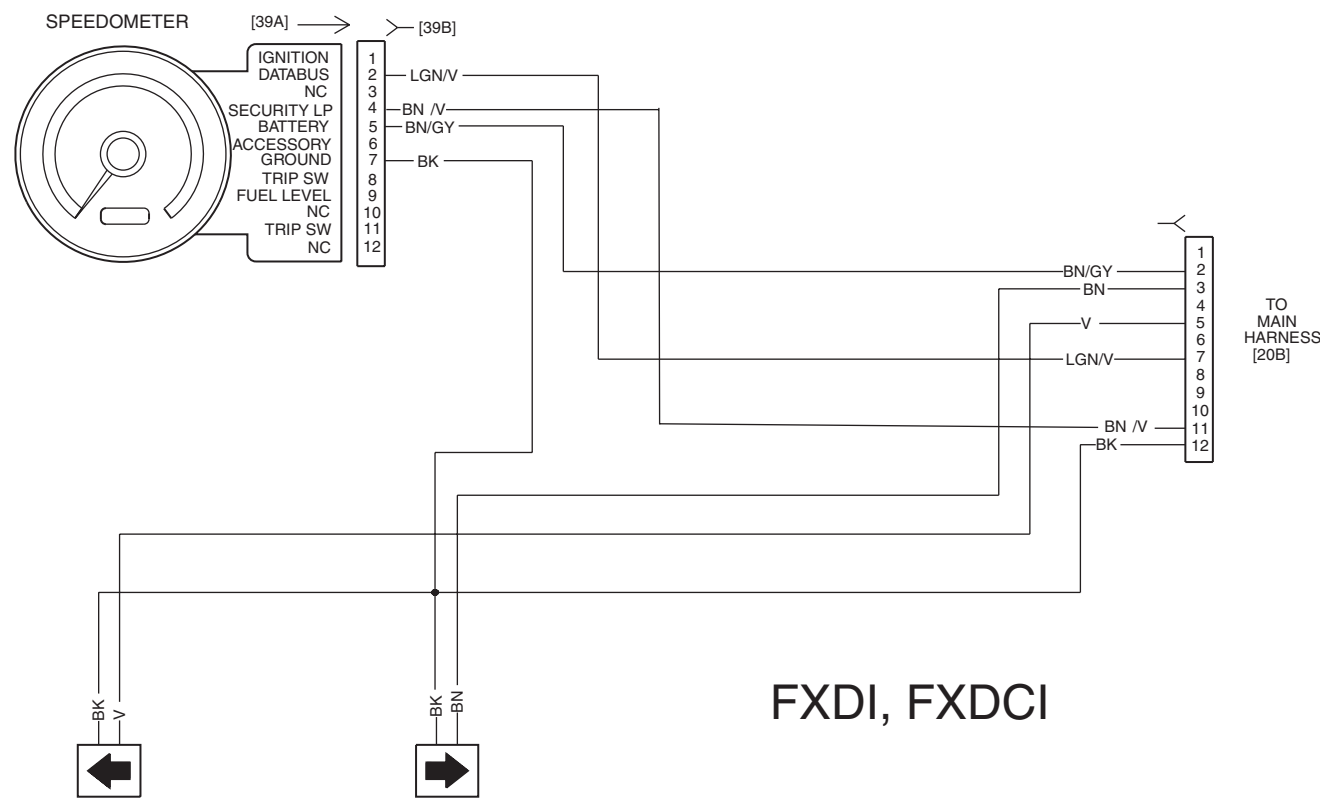 SPEEDOMETER
[39A]
[39B]
IGNITION 1
DATABUS 2 LGN/V
NC 3
SECURITY LP 4 BN /V
BATTERY 5 BN/GY
ACCESSORY 6
GROUND 7 BK
TRIP SW 8
FUEL LEVEL 9
NC 10
TRIP SW 11
NC 12
1
BN/GY 2
BN 3
4
V 5
6
LGN/V 7
8
9
10
BN /V 11
BK 12
TO
MAIN
HARNESS
[20B]
BK
V
BK
BN
FXDI, FXDCI